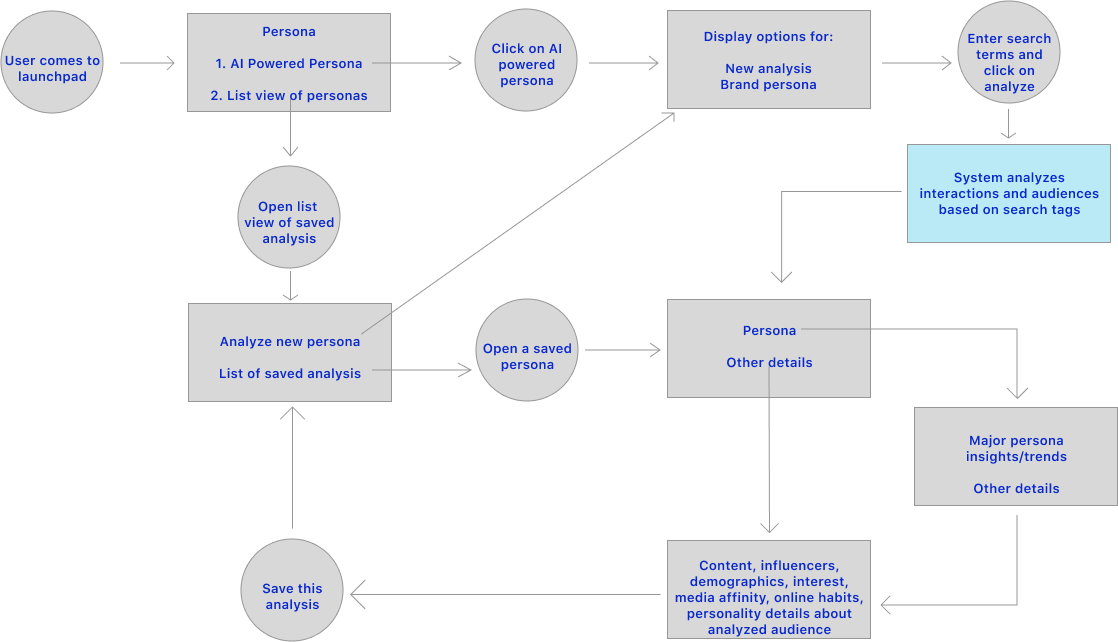 User comes to
launchpad
Persona
1. AI Powered Persona
2. List view of personas
Click on AI
powered
persona
Display options for:
New analysis
Brand persona
Enter search
terms and
click on
analyze
System analyzes
interactions and audiences
based on search tags
Open list
view of saved
analysis
Analyze new persona
List of saved analysis
Open a saved
persona
Persona
Other details
Major persona
insights/trends
Other details
Content, influencers,
demographics, interest,
media affinity, online habits,
personality details about
analyzed audience
Save this
analysis